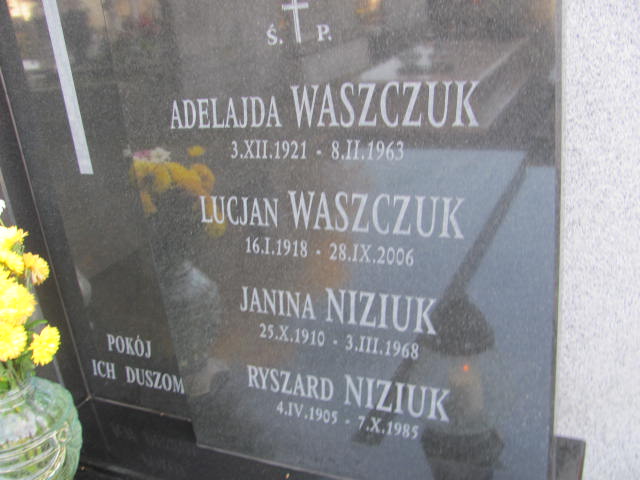 Ś. P.
ADELAJDA WASZCZUK
3.XII.1921 - 8.II.1963
LUCJAN WASZCZUK
16.I.1918 - 28.IX.2006
JANINA NIZIUK
25.X.1910 - 3.III.1968
RYSZARD NIZIUK
4.IV.1905 - 7.X.1985
POKÓJ
ICH DUSZOM